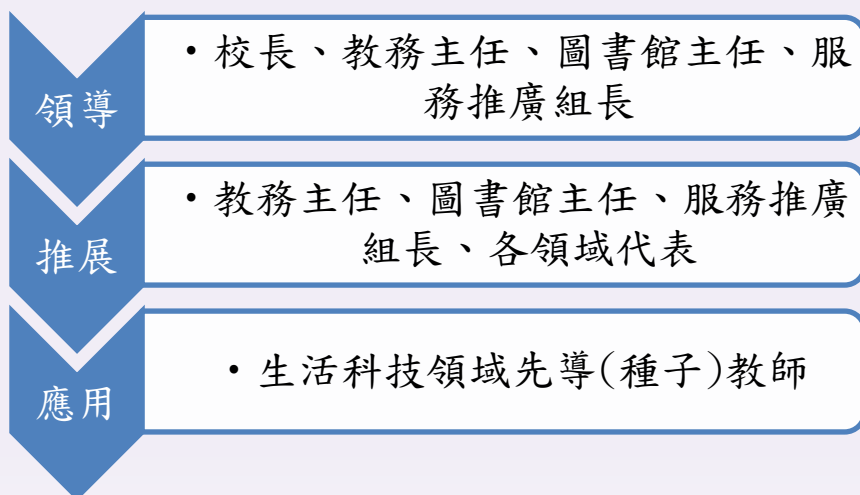 領導
•校長、教務主任、圖書館主任、服
務推廣組長
推展
•教務主任、圖書館主任、服務推廣
組長、各領域代表
應用
•生活科技領域先導(種子)教師